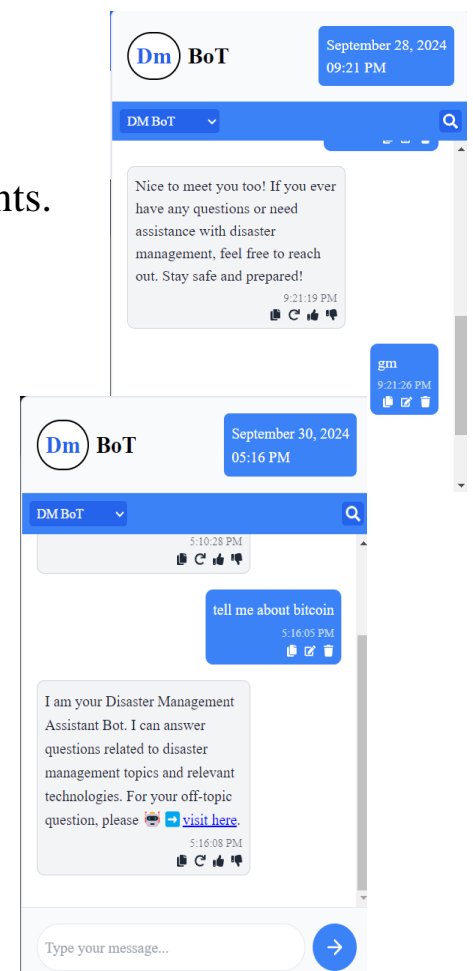 Dm BoT
September 28, 2024
09:21 PM
DM BoT
Nice to meet you too! If you ever
have any questions or need
assistance with disaster
management, feel free to reach
out. Stay safe and prepared!
9:21:19 PM
gm
9:21:26 PM
nts.
Dm BoT
September 30, 2024
05:16 PM
DM BoT
5:10:28 PM
tell me about bitcoin
5:16:05 PM
I am your Disaster Management
Assistant Bot. I can answer
questions related to disaster
management topics and relevant
technologies. For your off-topic
question, please 🤖 ➡️ visit here.
5:16:08 PM
Type your message...